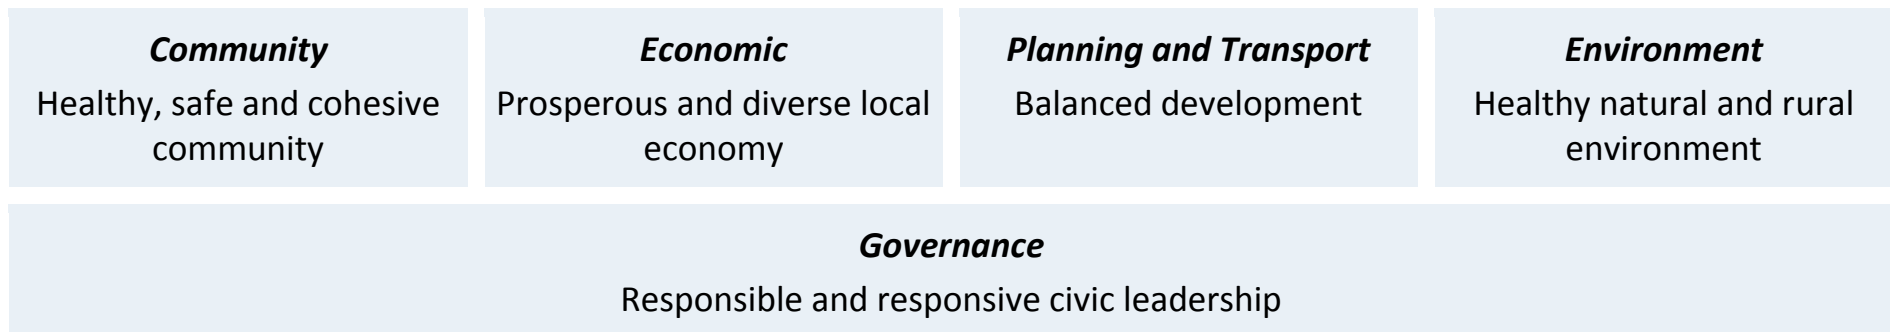 Community
Healthy, safe and cohesive
community
Economic
Prosperous and diverse local
economy
Planning and Transport
Balanced development
Environment
Healthy natural and rural
environment
Governance
Responsible and responsive civic leadership